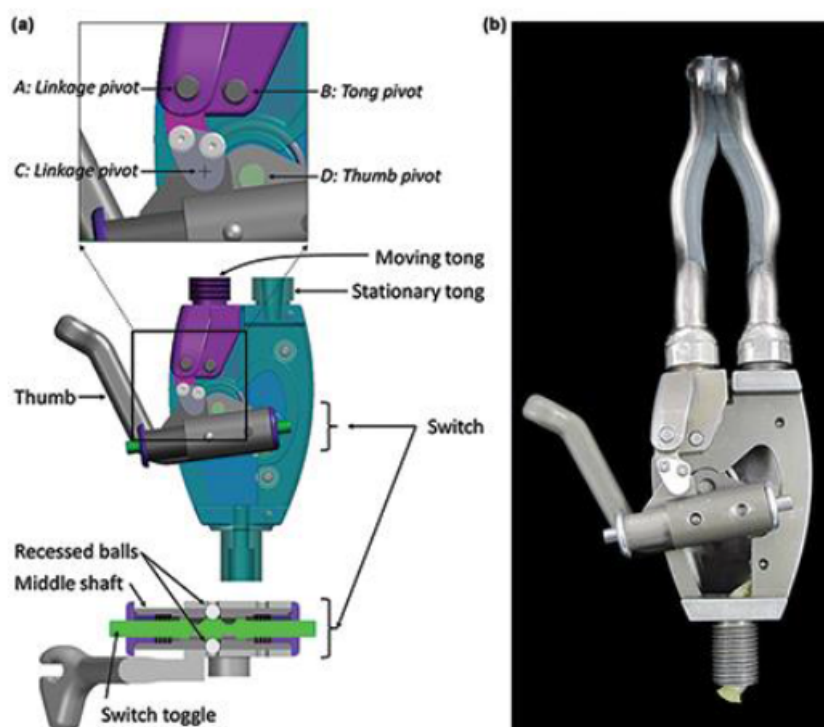 (a)
(b)
A: Linkage pivot
B: Tong pivot
C: Linkage pivot
D: Thumb pivot
Moving tong
Stationary tong
Thumb
Switch
Recessed balls
Middle shaft
Switch toggle